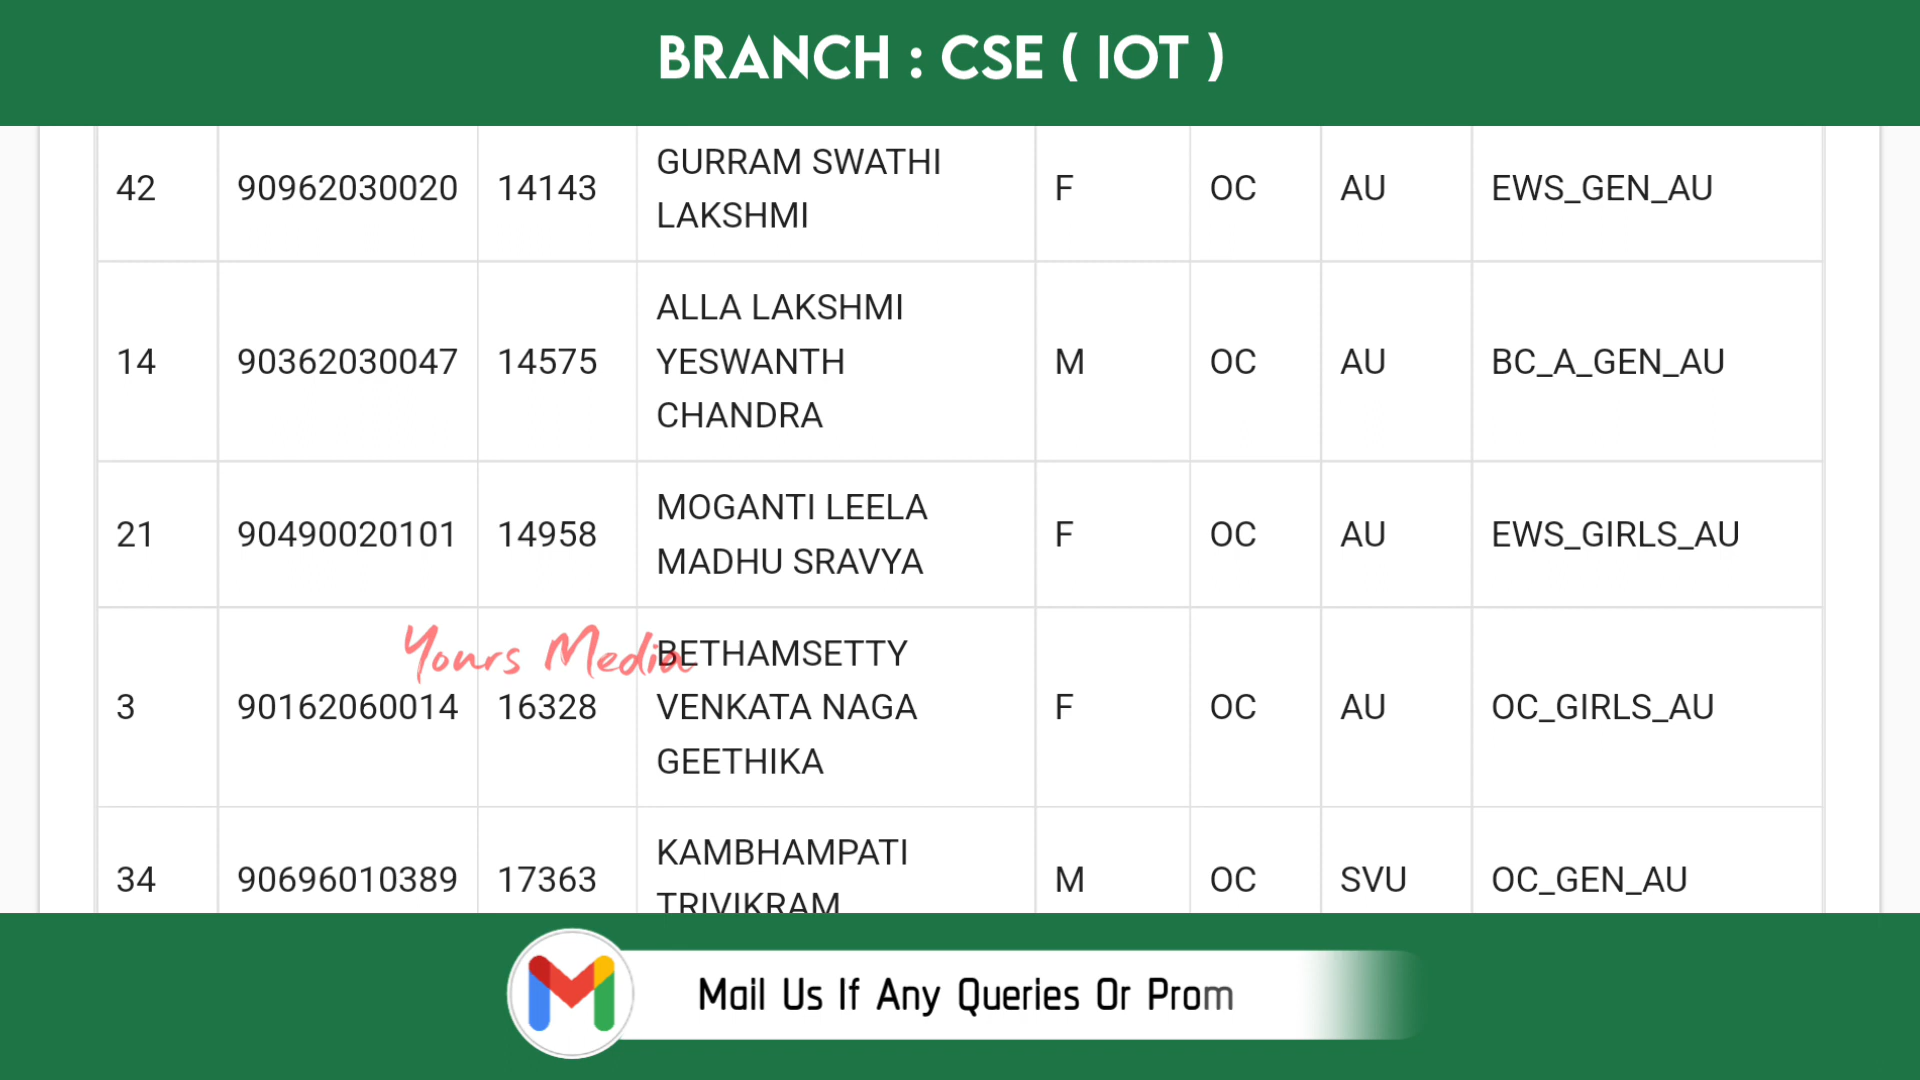 BRANCH : CSE ( IOT )
42 90962030020 14143 GURRAM SWATHI LAKSHMI F OC AU EWS_GEN_AU
14 90362030047 14575 ALLA LAKSHMI YESWANTH CHANDRA M OC AU BC_A_GEN_AU
21 90490020101 14958 MOGANTI LEELA MADHU SRAVYA F OC AU EWS_GIRLS_AU
Yours Media
3 90162060014 16328 BETHAMSETTY VENKATA NAGA GEETHIKA F OC AU OC_GIRLS_AU
34 90696010389 17363 KAMBHAMPATI TRIVIKRAM M OC SVU OC_GEN_AU
Mail Us If Any Queries Or Prom